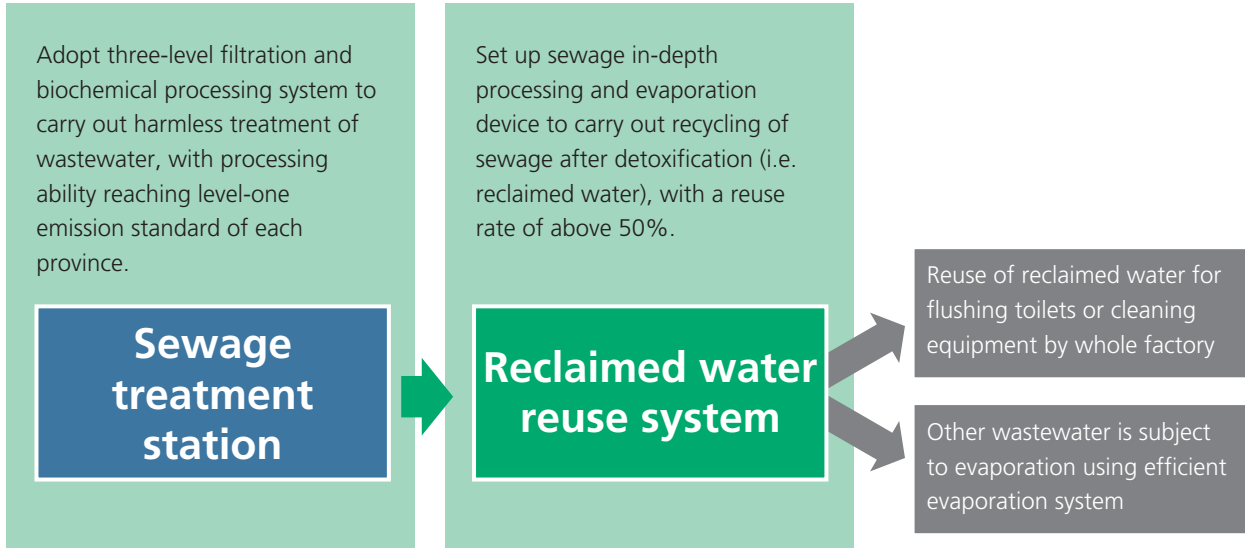 Adopt three-level filtration and
biochemical processing system to
carry out harmless treatment of
wastewater, with processing
ability reaching level-one
emission standard of each
province.
Sewage
treatment
station
Set up sewage in-depth
processing and evaporation
device to carry out recycling of
sewage after detoxification (i.e.
reclaimed water), with a reuse
rate of above 50%.
Reclaimed water
reuse system
Reuse of reclaimed water for
flushing toilets or cleaning
equipment by whole factory
Other wastewater is subject
to evaporation using efficient
evaporation system